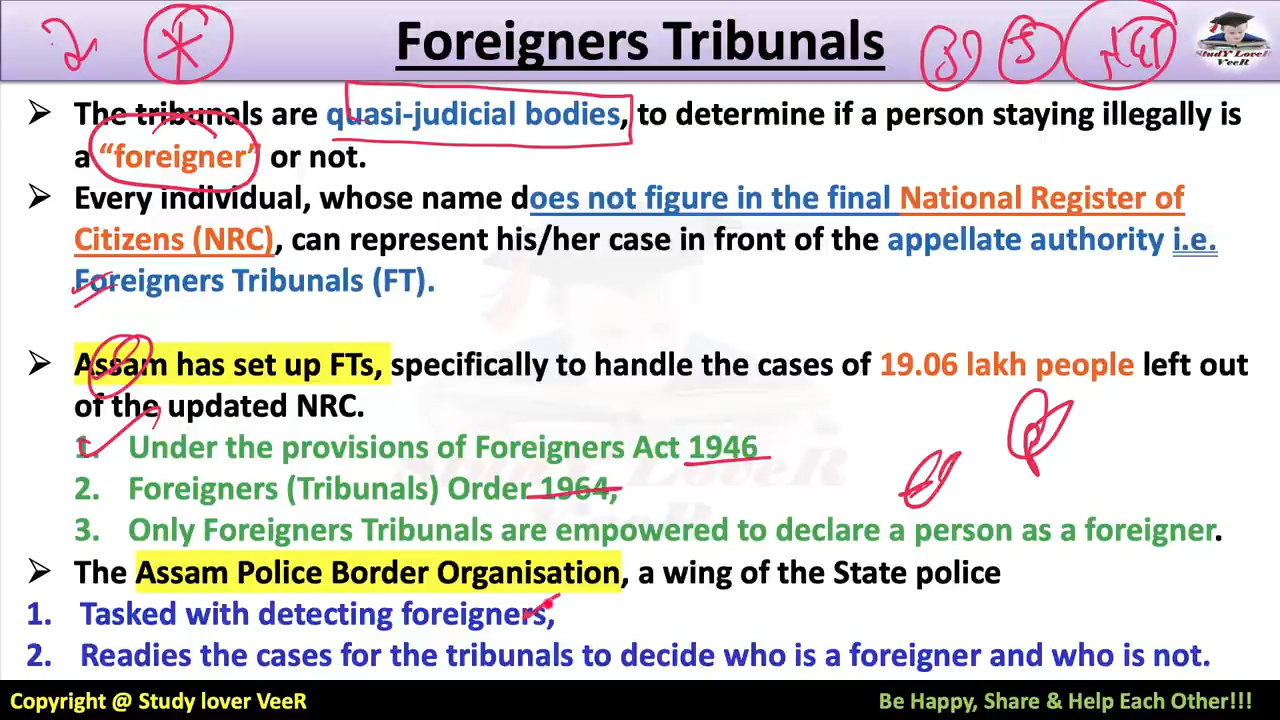 Foreigners Tribunals
StudY LoveR
VeeR
➢ The tribunals are quasi-judicial bodies, to determine if a person staying illegally is
a “foreigner” or not.
➢ Every individual, whose name does not figure in the final National Register of
Citizens (NRC), can represent his/her case in front of the appellate authority i.e.
Foreigners Tribunals (FT).
➢ Assam has set up FTs, specifically to handle the cases of 19.06 lakh people left out
of the updated NRC.
1. Under the provisions of Foreigners Act 1946
2. Foreigners (Tribunals) Order 1964,
3. Only Foreigners Tribunals are empowered to declare a person as a foreigner.
➢ The Assam Police Border Organisation, a wing of the State police
1. Tasked with detecting foreigners,
2. Readies the cases for the tribunals to decide who is a foreigner and who is not.
Copyright @ Study lover VeeR
Be Happy, Share & Help Each Other!!!